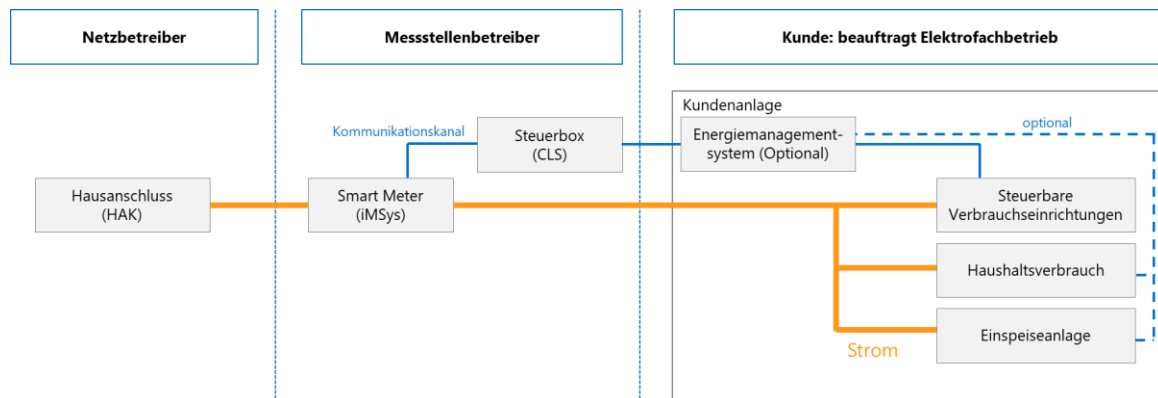 Netzbetreiber
Messstellenbetreiber
Kunde: beauftragt Elektrofachbetrieb
Kundenanlage
Kommunikationskanal
Steuerbox
(CLS)
Energiemanagement-
system (Optional)
optional
Hausanschluss
(HAK)
Smart Meter
(iMSys)
Steuerbare
Verbrauchseinrichtungen
Haushaltsverbrauch
Einspeiseanlage
Strom